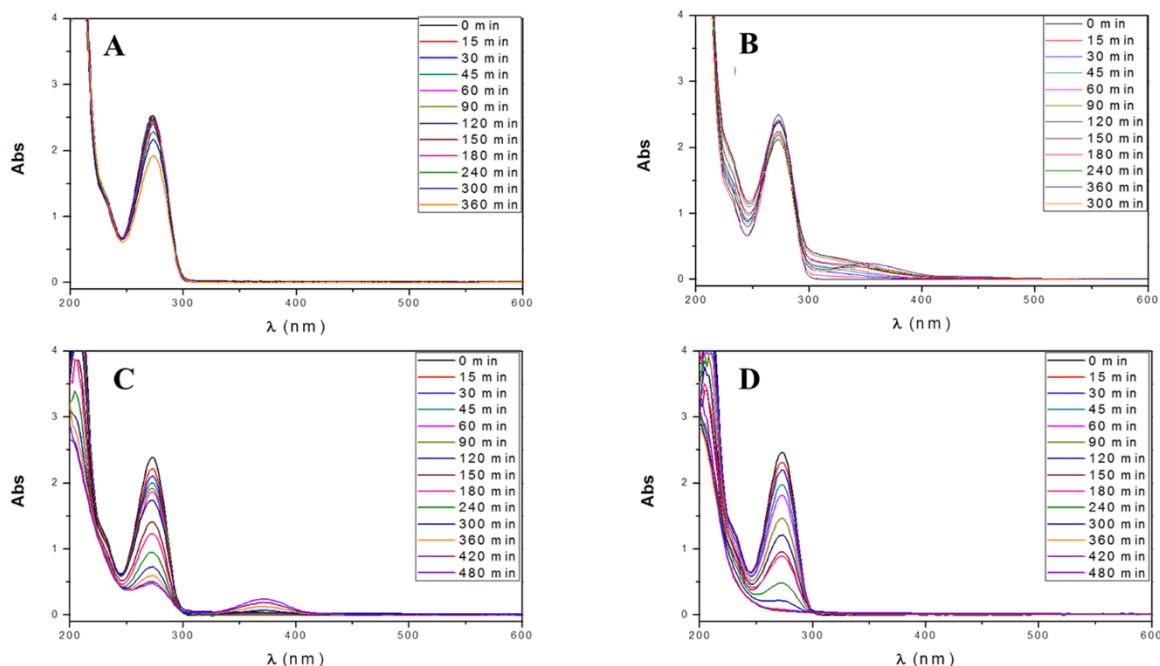 A
Abs
4
3
2
1
0
200
300
400
500
600
λ (nm)
0 min
15 min
30 min
45 min
60 min
90 min
120 min
150 min
180 min
240 min
300 min
360 min
B
Abs
4
3
2
1
0
200
300
400
500
600
λ (nm)
0 min
15 min
30 min
45 min
60 min
90 min
120 min
150 min
180 min
240 min
360 min
300 min
C
Abs
4
3
2
1
0
200
300
400
500
600
λ (nm)
0 min
15 min
30 min
45 min
60 min
90 min
120 min
150 min
180 min
240 min
300 min
360 min
420 min
480 min
D
Abs
4
3
2
1
0
200
300
400
500
600
λ (nm)
0 min
15 min
30 min
45 min
60 min
90 min
120 min
150 min
180 min
240 min
300 min
360 min
420 min
480 min